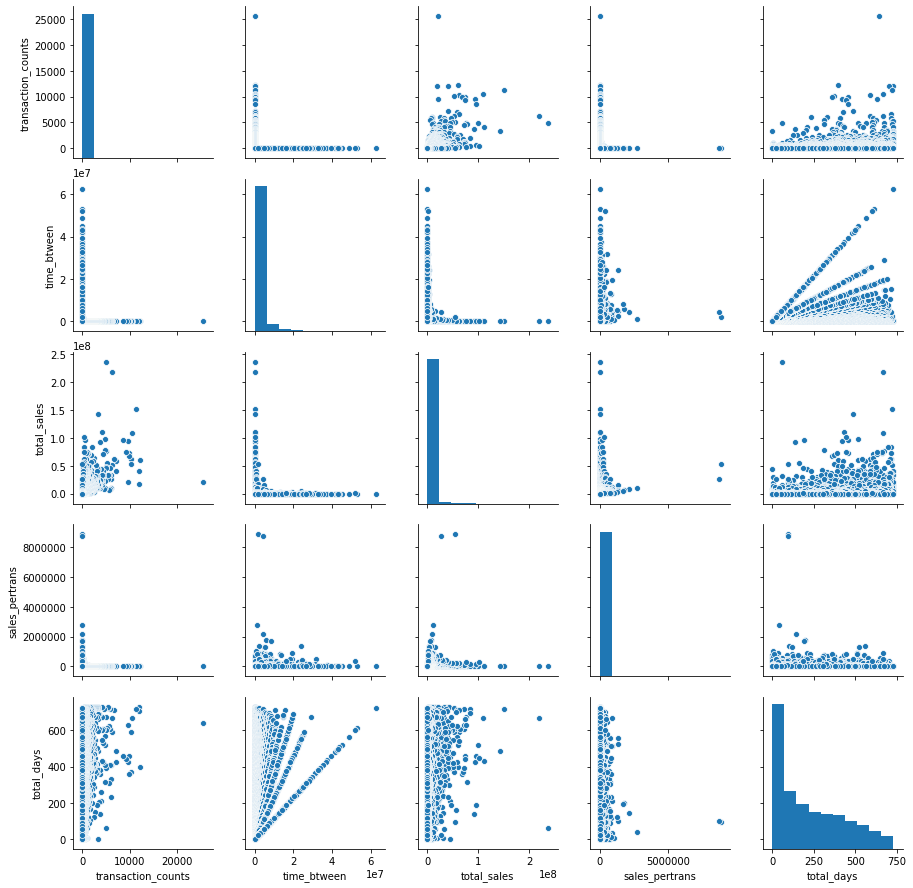 25000
20000
15000
10000
5000
0
transaction_counts
1e7
6
4
2
0
time_btween
1e8
2.5
2.0
1.5
1.0
0.5
0.0
total_sales
8000000
6000000
4000000
2000000
0
sales_pertrans
600
400
200
0
total_days
0 10000 20000
transaction_counts
0 2 4 6
1e7
time_btween
0 1 2
1e8
total_sales
0 5000000
sales_pertrans
0 250 500 750
total_days